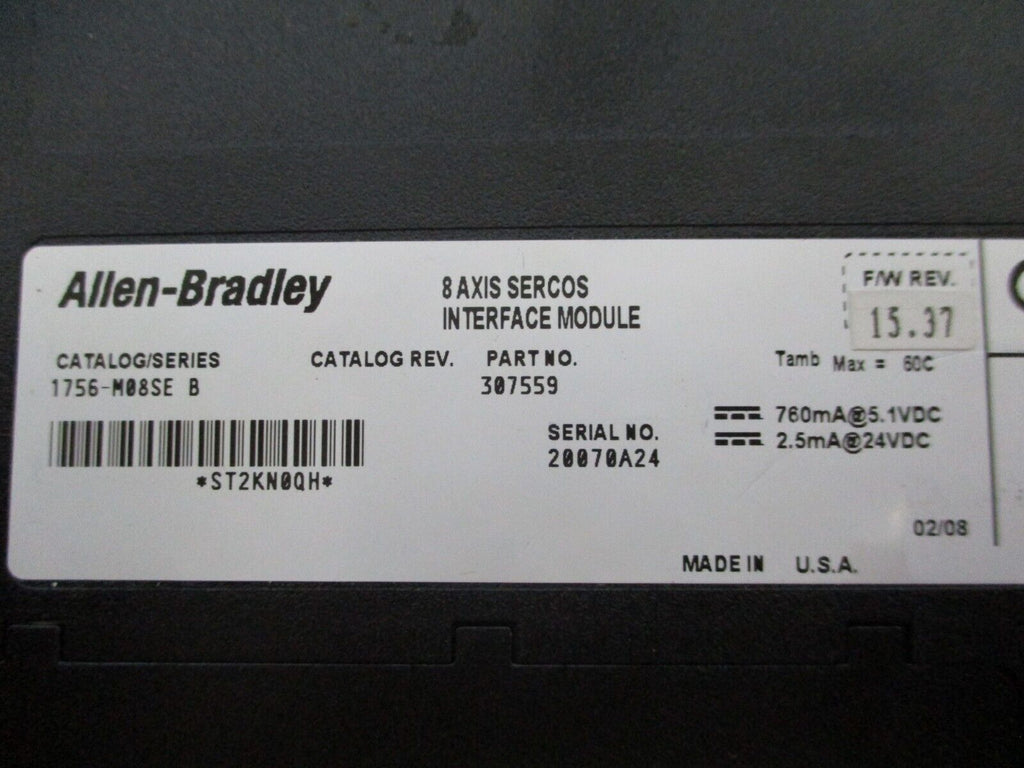 Allen-Bradley
8 AXIS SERCOS
INTERFACE MODULE
F/W REV.
15.37
CATALOG/SERIES
1756-M08SE B
CATALOG REV.
PART NO.
307559
Tamb Max = 60C
*ST2KN0QH*
SERIAL NO.
20070A24
760mA@5.1VDC
2.5mA@24VDC
02/08
MADE IN U.S.A.